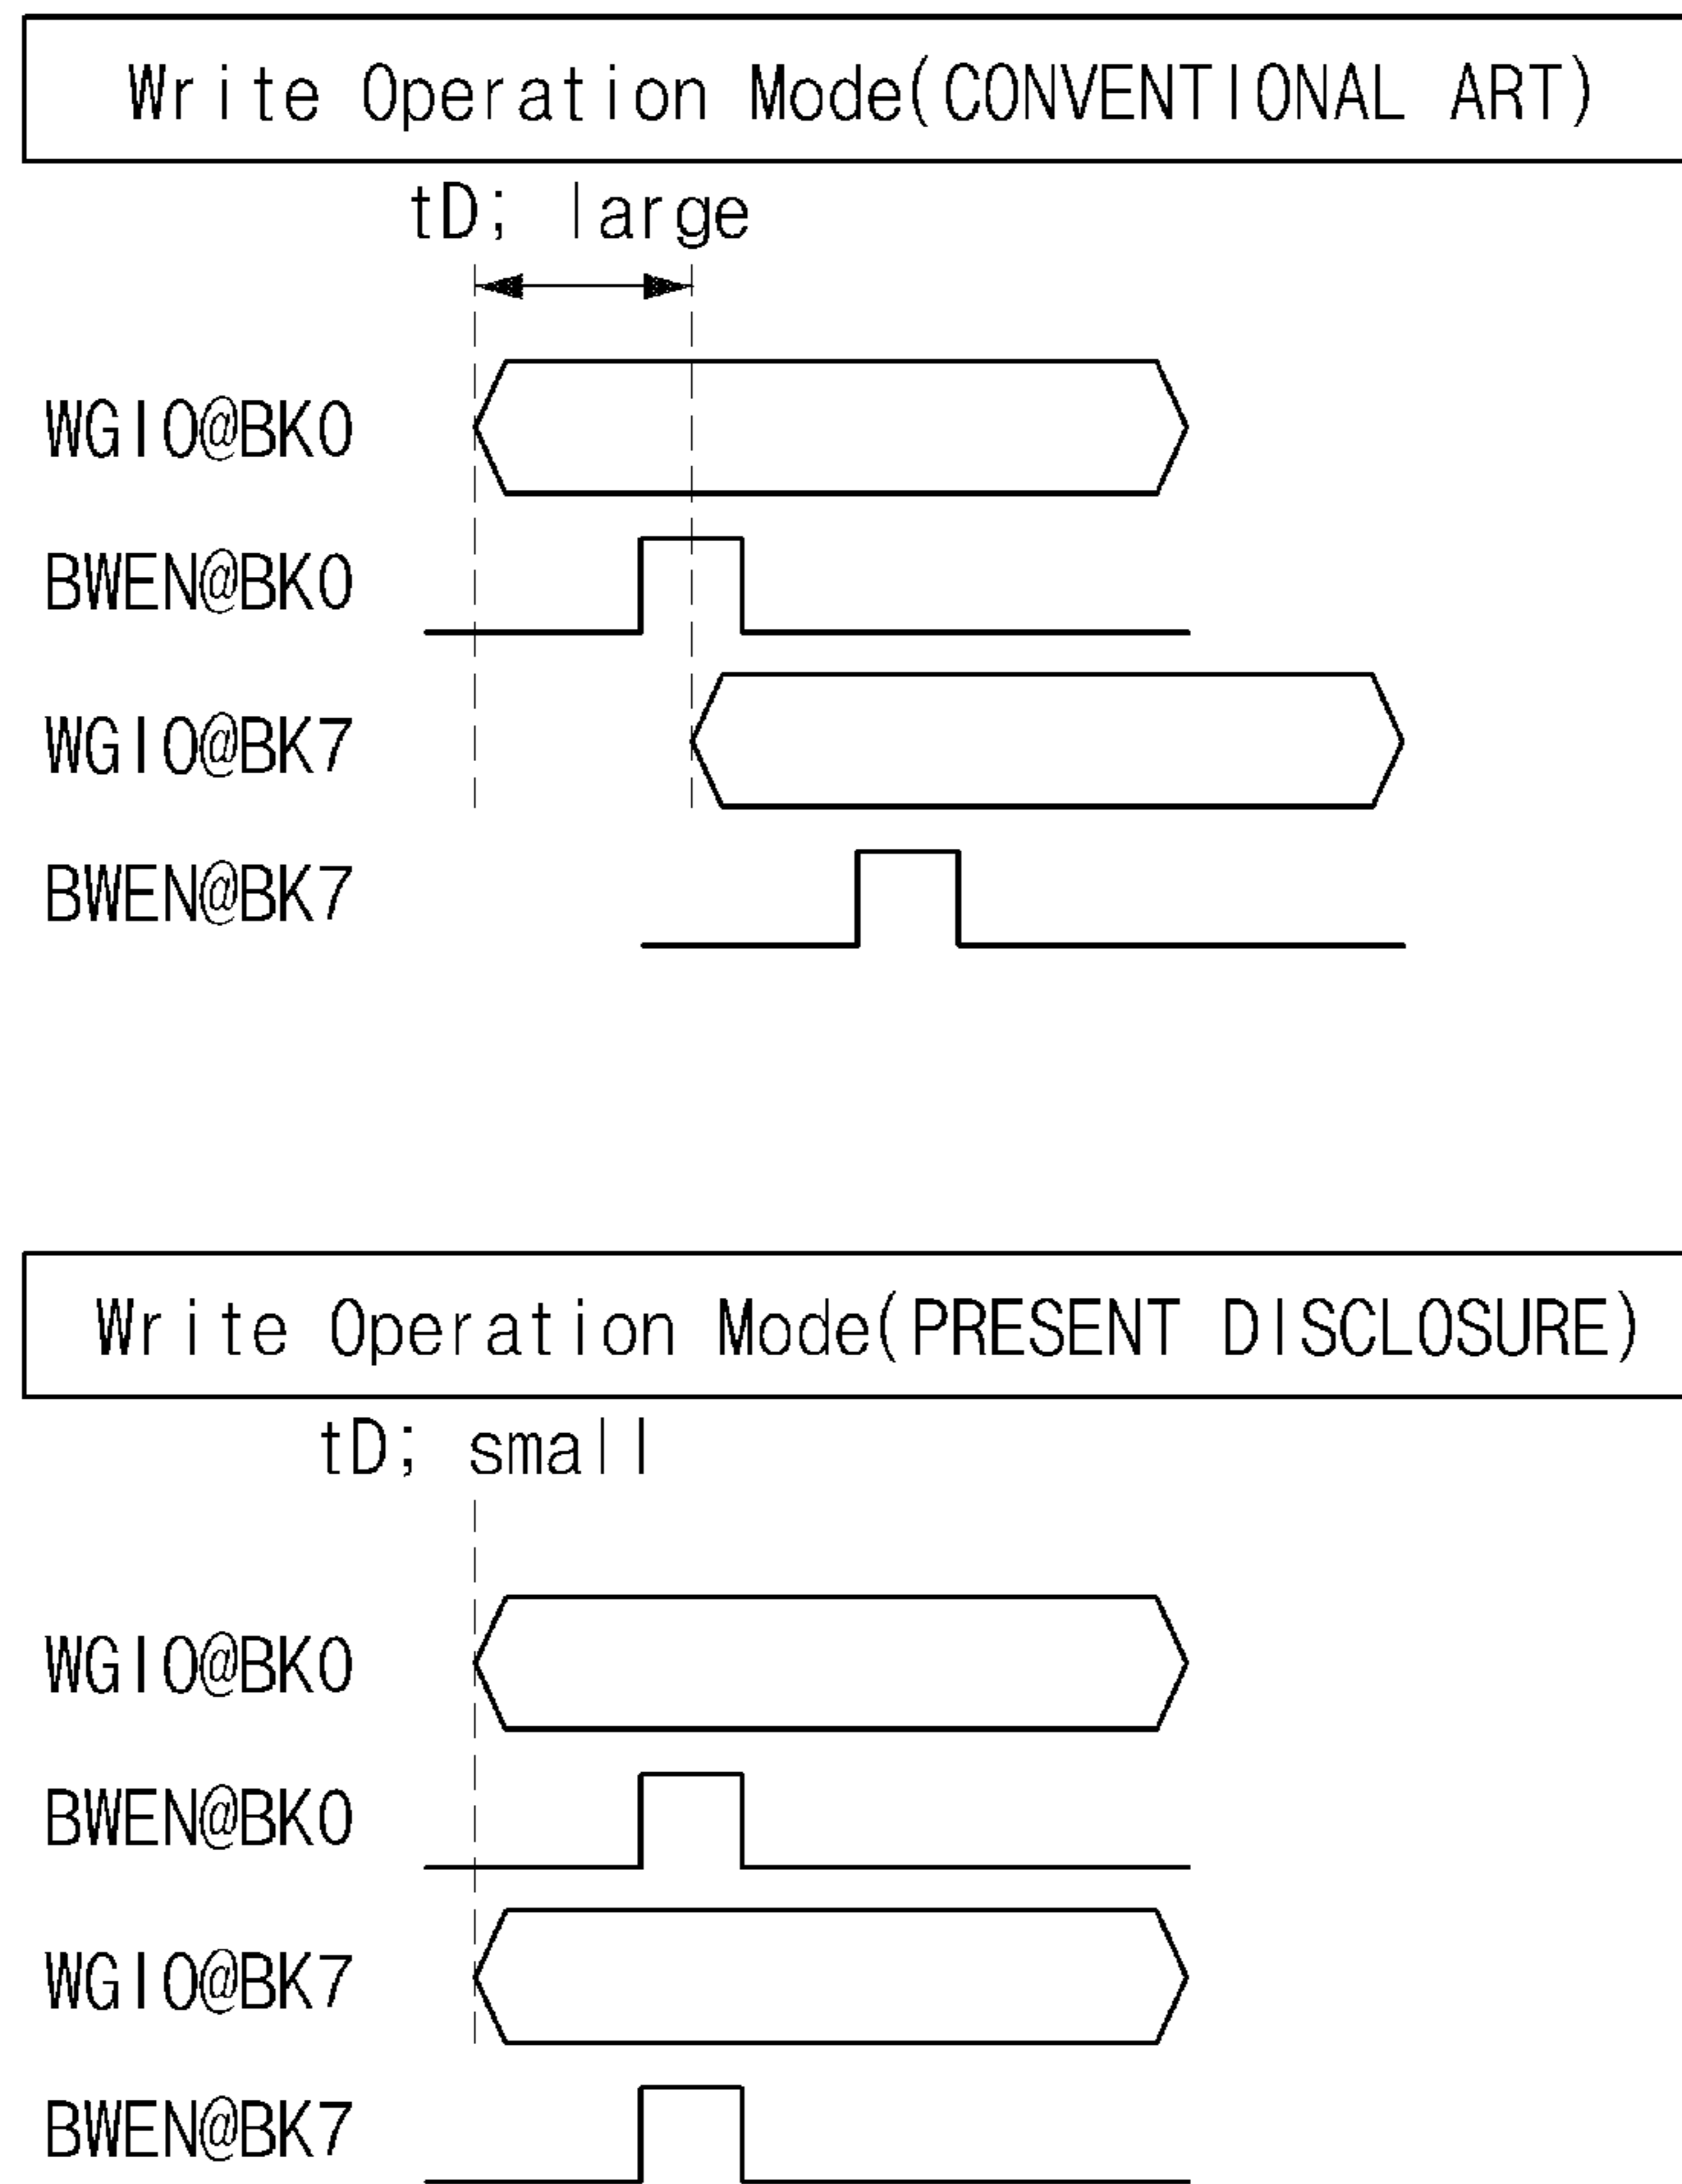 Write Operation Mode(CONVENTIONAL ART)
tD; large
WGIO@BK0
BWEN@BK0
WGIO@BK7
BWEN@BK7
Write Operation Mode(PRESENT DISCLOSURE)
tD; small
WGIO@BK0
BWEN@BK0
WGIO@BK7
BWEN@BK7